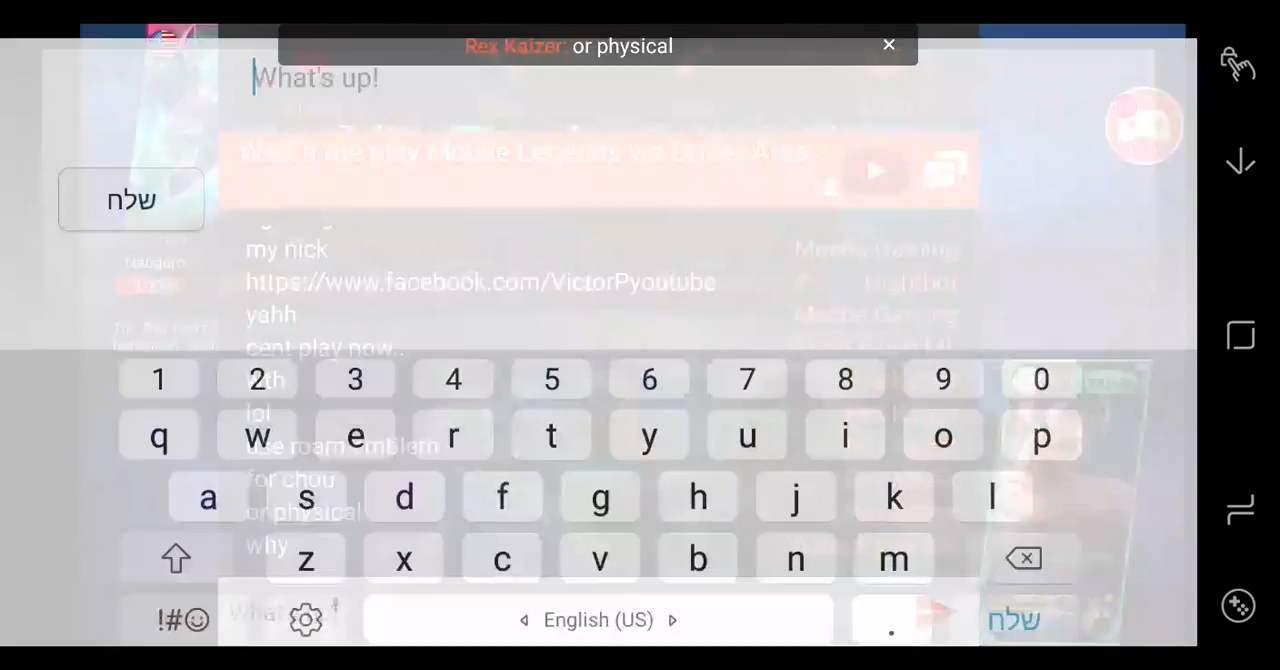 Rex Kaizer: or physical
What's up!
Watch me play Mobile Legends via Omlet Arcade
שלח
my nick
https://www.facebook.com/VictorPyoutube
Nightbot
yahh
cent play now..
lol
use roam emblem
for chou
or physical
why
1 2 3 4 5 6 7 8 9 0
q w e r t y u i o p
a s d f g h j k l
z x c v b n m
!#☺ English (US) . שלח